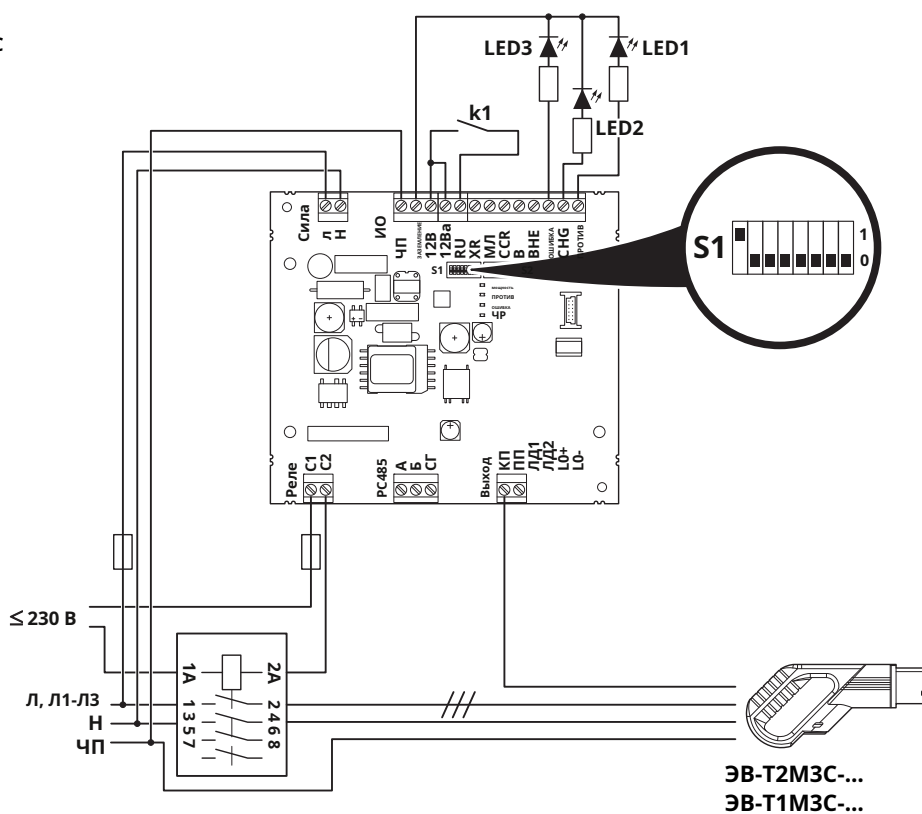 С
LED3
LED1
LED2
k1
Сила
Л
Н
ИО
ЧП
ЗАЗЕМЛЕНИЕ
12В
12Ва
RU
XR
МЛ
CCR
В
ВНЕ
ОШИБКА
CHG
ПРОТИВ
S1
мощность
ПРОТИВ
ОШИБКА
ЧР
S1
1
0
Реле
С1
С2
РС485
А
Б
СГ
Выход
КП
ПП
ЛД1
ЛД2
L0+
L0-
≤ 230 В
1А
2А
Л, Л1-Л3
1
2
Н
3
4
5
6
ЧП
7
8
ЭВ-Т2М3С-...
ЭВ-Т1М3С-...